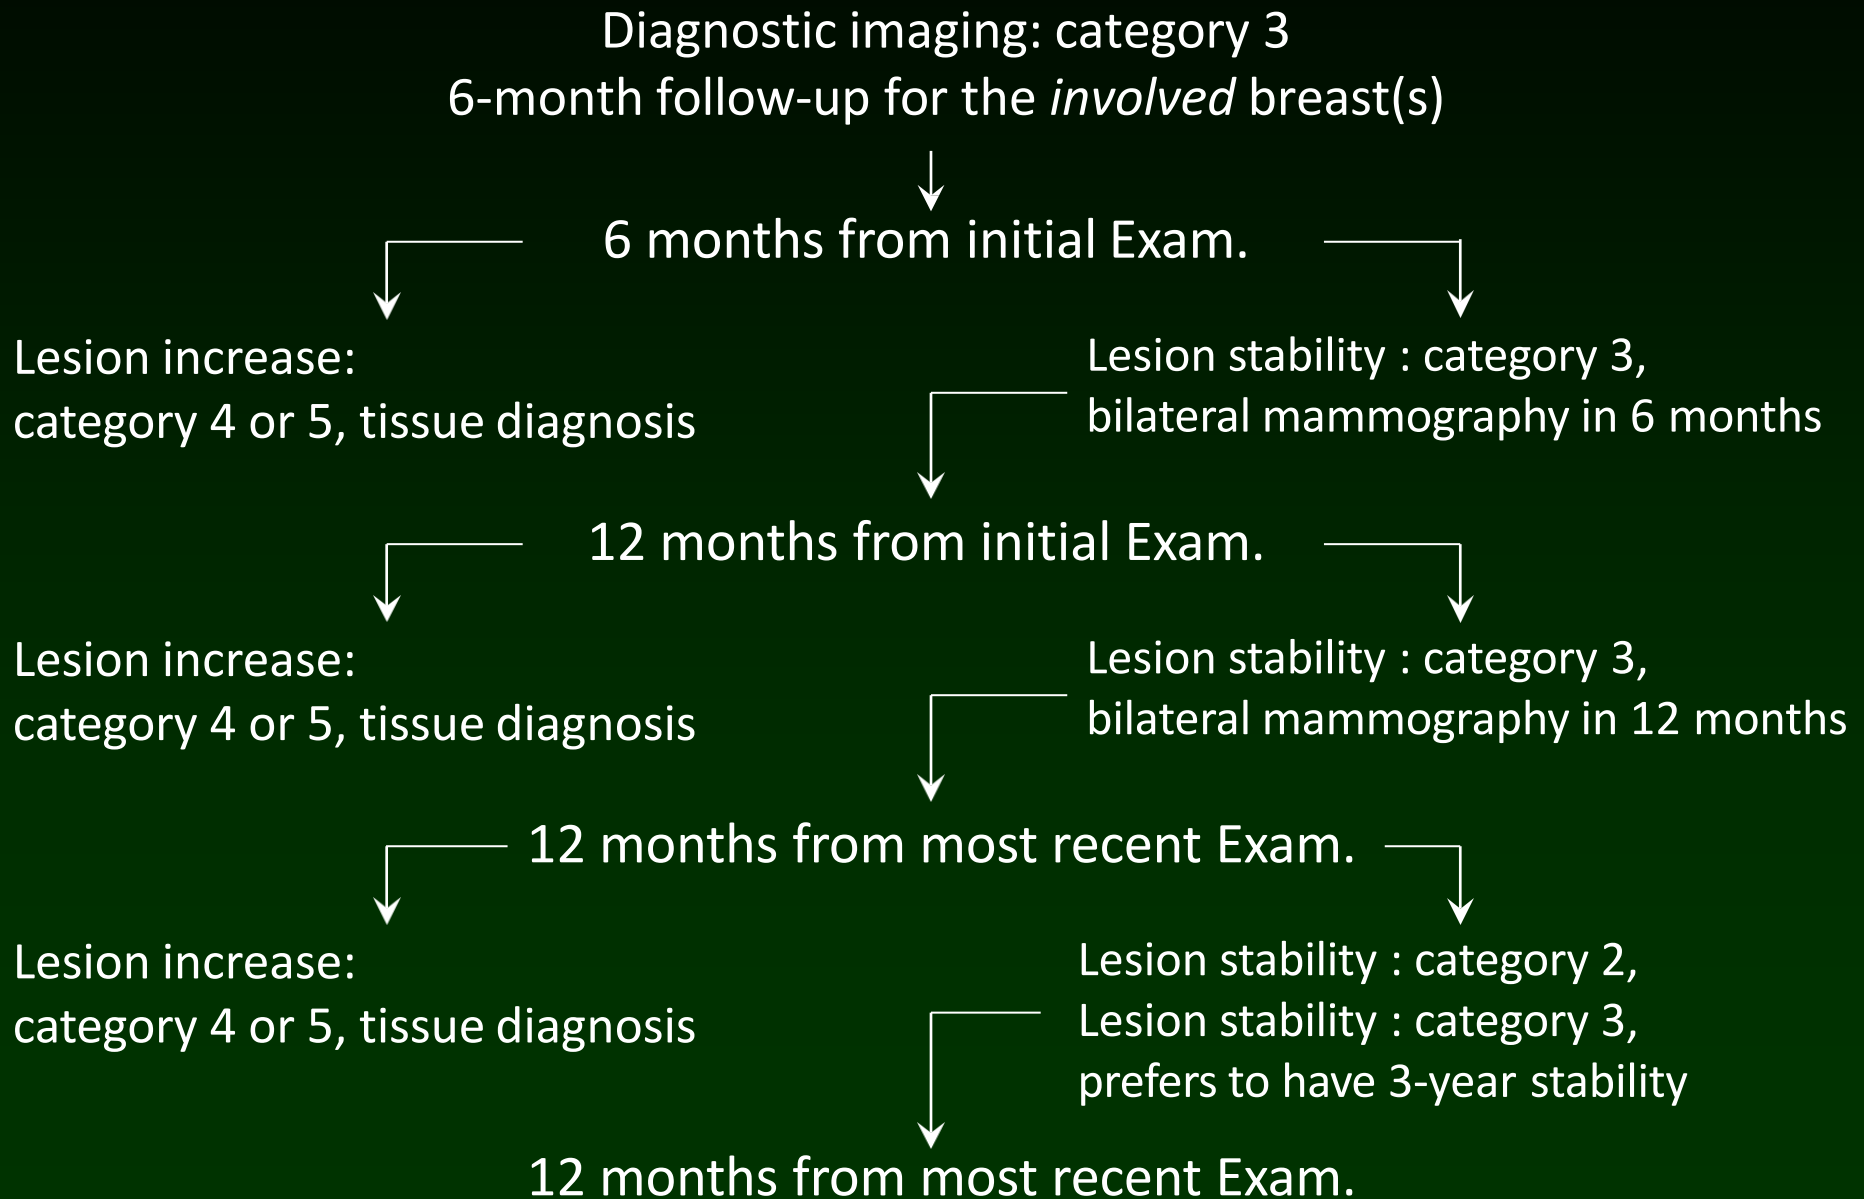 Diagnostic imaging: category 3
6-month follow-up for the involved breast(s)
6 months from initial Exam.
Lesion increase:
category 4 or 5, tissue diagnosis
Lesion stability : category 3,
bilateral mammography in 6 months
12 months from initial Exam.
Lesion increase:
category 4 or 5, tissue diagnosis
Lesion stability : category 3,
bilateral mammography in 12 months
12 months from most recent Exam.
Lesion increase:
category 4 or 5, tissue diagnosis
Lesion stability : category 2,
Lesion stability : category 3,
prefers to have 3-year stability
12 months from most recent Exam.